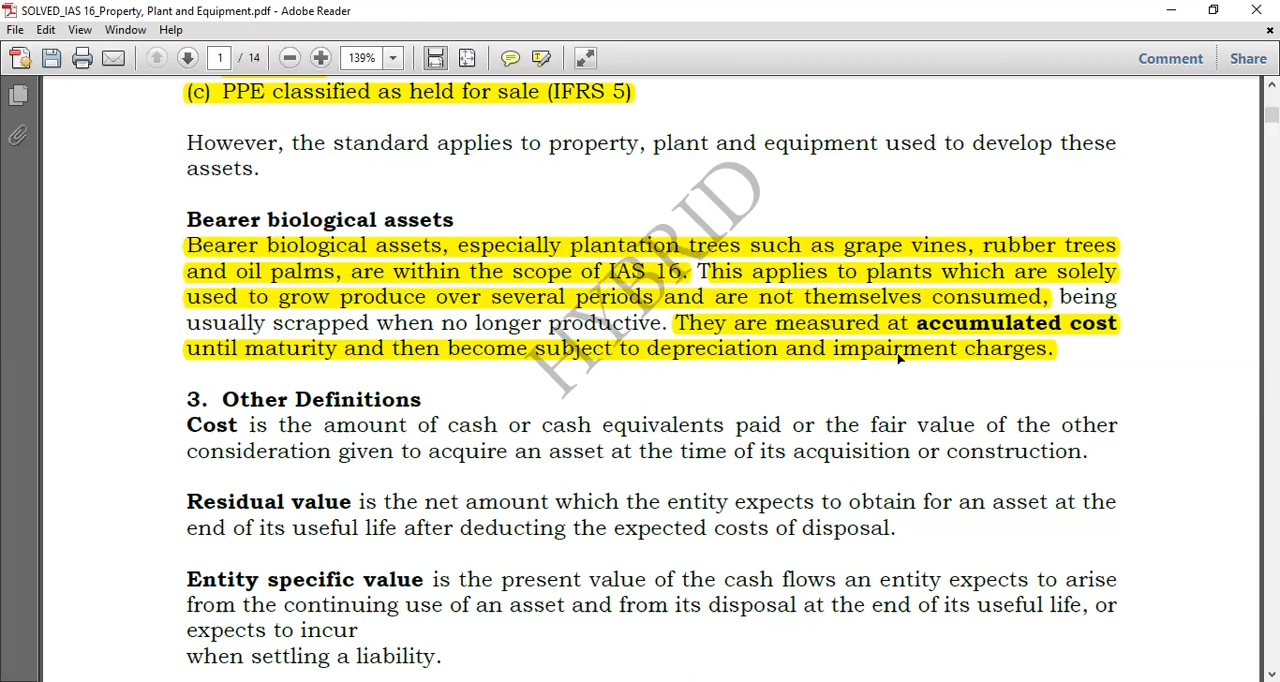 SOLVED_IAS 16_Property, Plant and Equipment.pdf - Adobe Reader
File Edit View Window Help
1 / 14 139% Comment Share
(c) PPE classified as held for sale (IFRS 5)
However, the standard applies to property, plant and equipment used to develop these
assets.
Bearer biological assets
Bearer biological assets, especially plantation trees such as grape vines, rubber trees
and oil palms, are within the scope of IAS 16. This applies to plants which are solely
used to grow produce over several periods and are not themselves consumed, being
usually scrapped when no longer productive. They are measured at accumulated cost
until maturity and then become subject to depreciation and impairment charges.
HYBRID
3. Other Definitions
Cost is the amount of cash or cash equivalents paid or the fair value of the other
consideration given to acquire an asset at the time of its acquisition or construction.
Residual value is the net amount which the entity expects to obtain for an asset at the
end of its useful life after deducting the expected costs of disposal.
Entity specific value is the present value of the cash flows an entity expects to arise
from the continuing use of an asset and from its disposal at the end of its useful life, or
expects to incur
when settling a liability.